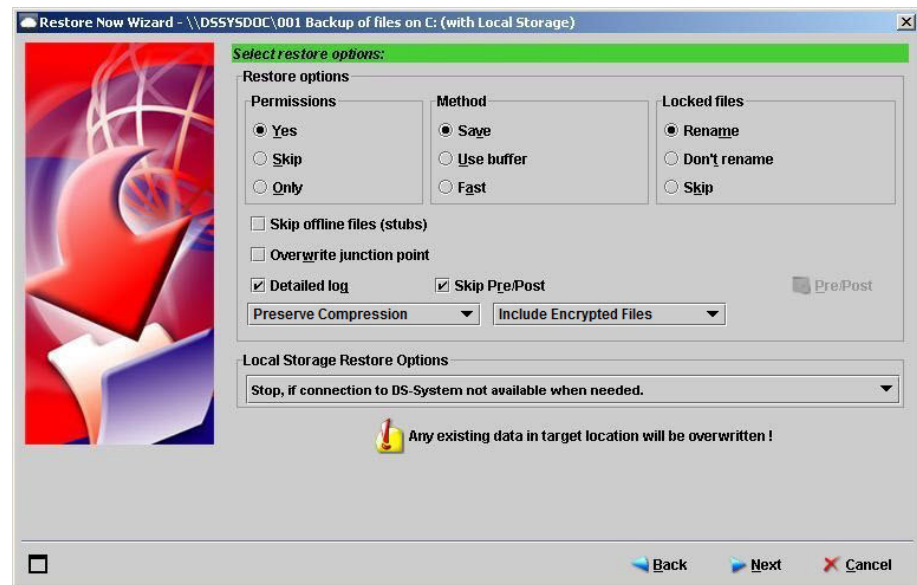 Restore Now Wizard - \\DSSYSDOC\001 Backup of files on C: (with Local Storage)
Select restore options:
Restore options
Permissions
Yes
Skip
Only
Method
Save
Use buffer
Fast
Locked files
Rename
Don't rename
Skip
Skip offline files (stubs)
Overwrite junction point
Detailed log
Skip Pre/Post
Pre/Post
Preserve Compression
Include Encrypted Files
Local Storage Restore Options
Stop, if connection to DS-System not available when needed.
Any existing data in target location will be overwritten !
Back
Next
Cancel